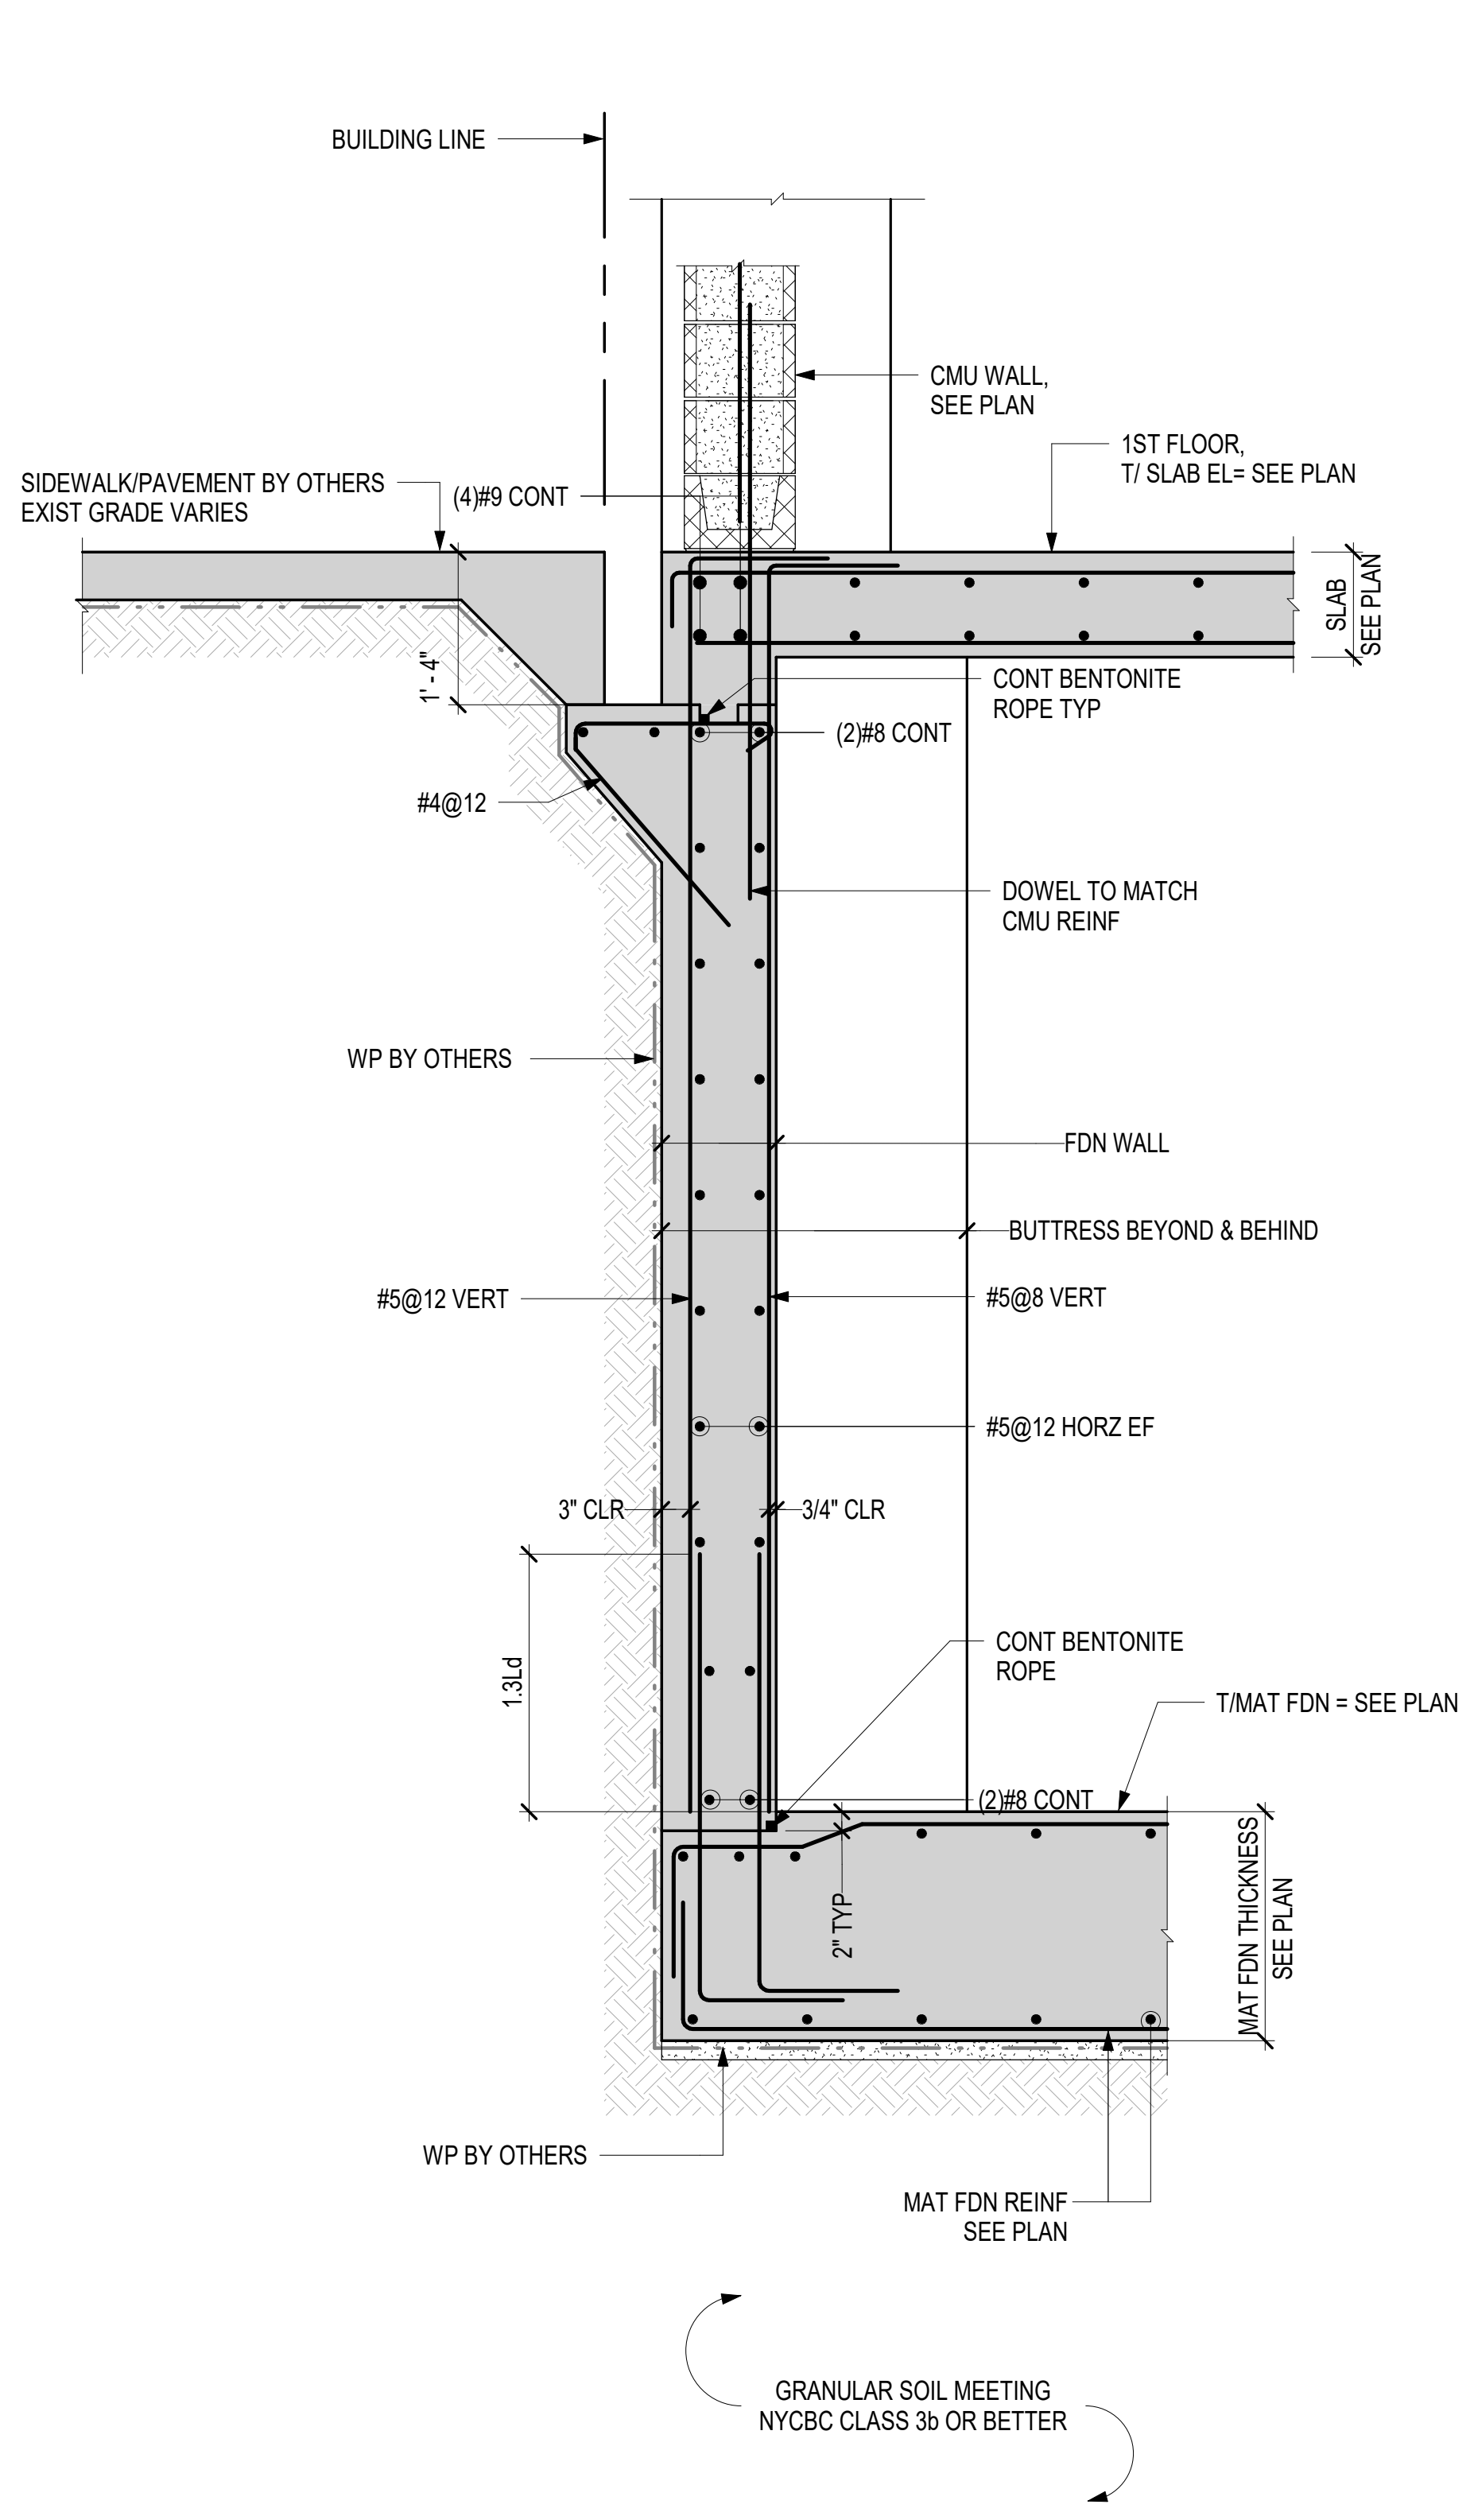 BUILDING LINE
CMU WALL,
SEE PLAN
1ST FLOOR,
T/ SLAB EL= SEE PLAN
SIDEWALK/PAVEMENT BY OTHERS
EXIST GRADE VARIES
(4)#9 CONT
SLAB
SEE PLAN
1' - 4"
CONT BENTONITE
ROPE TYP
(2)#8 CONT
#4@12
DOWEL TO MATCH
CMU REINF
WP BY OTHERS
FDN WALL
BUTTRESS BEYOND & BEHIND
#5@12 VERT
#5@8 VERT
#5@12 HORZ EF
3" CLR
3/4" CLR
1.3Ld
CONT BENTONITE
ROPE
T/MAT FDN = SEE PLAN
(2)#8 CONT
2" TYP
MAT FDN THICKNESS
SEE PLAN
WP BY OTHERS
MAT FDN REINF
SEE PLAN
GRANULAR SOIL MEETING
NYCBC CLASS 3b OR BETTER